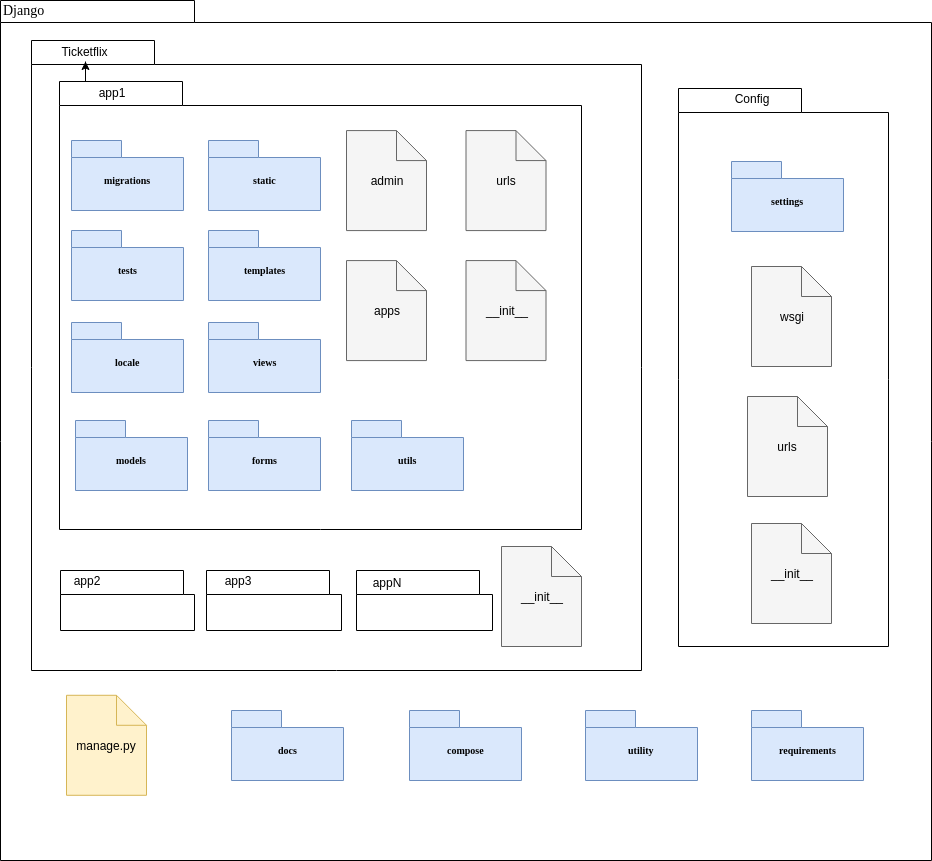 Django
Ticketflix
app1
Config
migrations
static
admin
urls
settings
tests
templates
apps
__init__
wsgi
locale
views
models
forms
utils
urls
app2
app3
appN
__init__
__init__
manage.py
docs
compose
utility
requirements